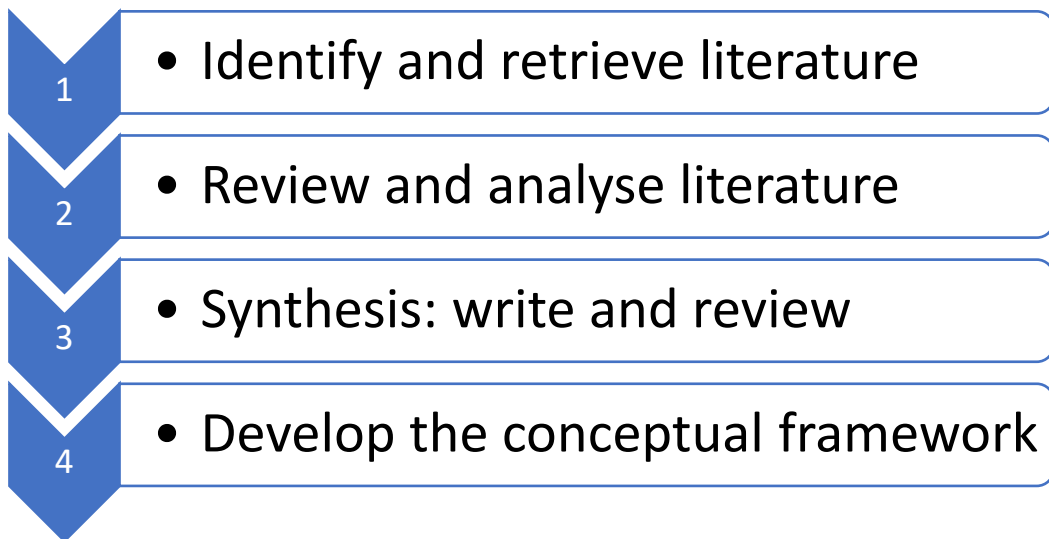 1
• Identify and retrieve literature
2
• Review and analyse literature
3
• Synthesis: write and review
4
• Develop the conceptual framework